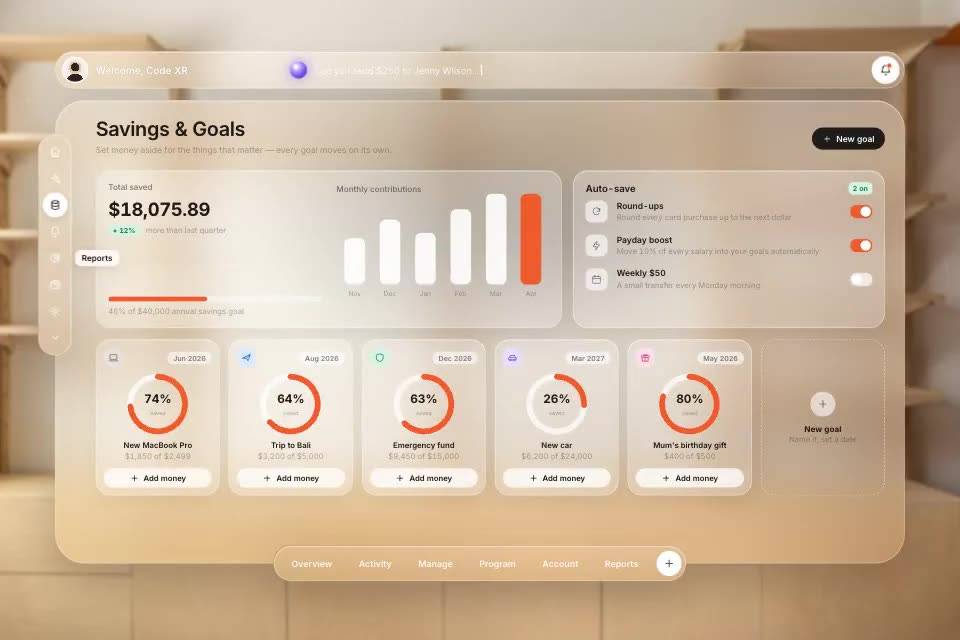 Welcome, Code XR
you send $250 to Jenny Wilson...
Savings & Goals
Set money aside for the things that matter — every goal moves on its own.
+ New goal
Total saved
$18,075.89
+ 12% more than last quarter
46% of $40,000 annual savings goal
Monthly contributions
Nov Dec Jan Feb Mar Apr
Auto-save
2 on
Round-ups
Round every card purchase up to the next dollar
Payday boost
Move 10% of every salary into your goals automatically
Weekly $50
A small transfer every Monday morning
Reports
Jun 2026
74%
saved
New MacBook Pro
$1,850 of $2,499
+ Add money
Aug 2026
64%
saved
Trip to Bali
$3,200 of $5,000
+ Add money
Dec 2026
63%
saved
Emergency fund
$9,450 of $15,000
+ Add money
Mar 2027
26%
saved
New car
$6,200 of $24,000
+ Add money
May 2026
80%
saved
Mum's birthday gift
$400 of $500
+ Add money
New goal
Name it, set a date
Overview Activity Manage Program Account Reports